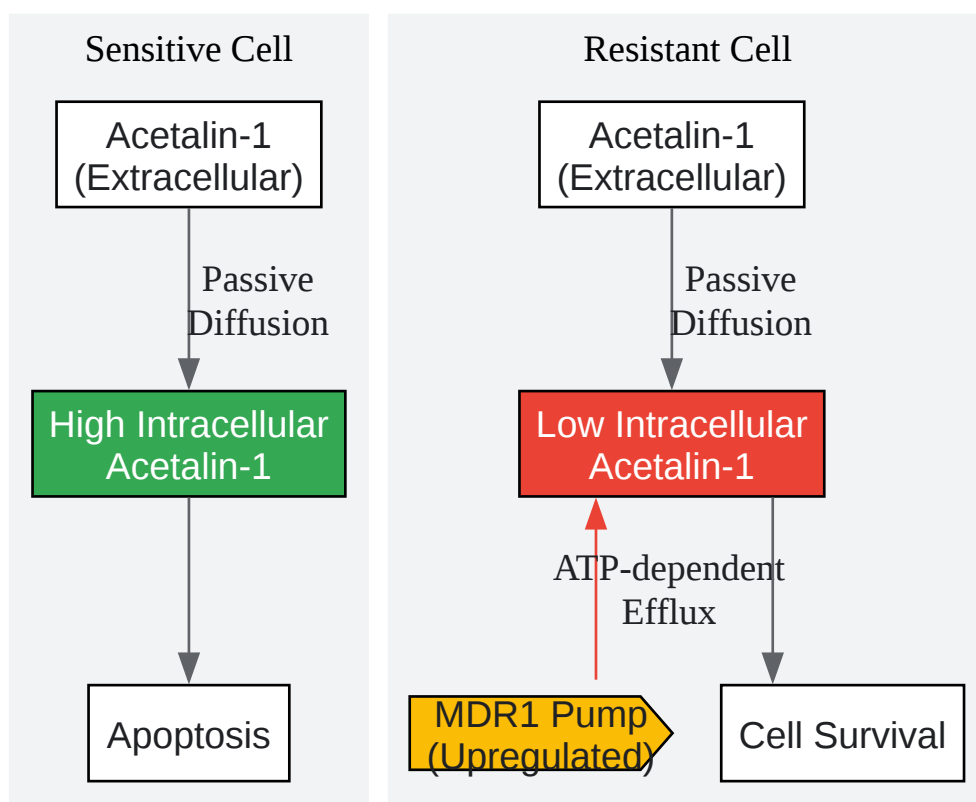 Sensitive Cell
Acetalin-1
(Extracellular)
Passive
Diffusion
High Intracellular
Acetalin-1
Apoptosis
Resistant Cell
Acetalin-1
(Extracellular)
Passive
Diffusion
Low Intracellular
Acetalin-1
ATP-dependent
Efflux
MDR1 Pump
(Upregulated)
Cell Survival